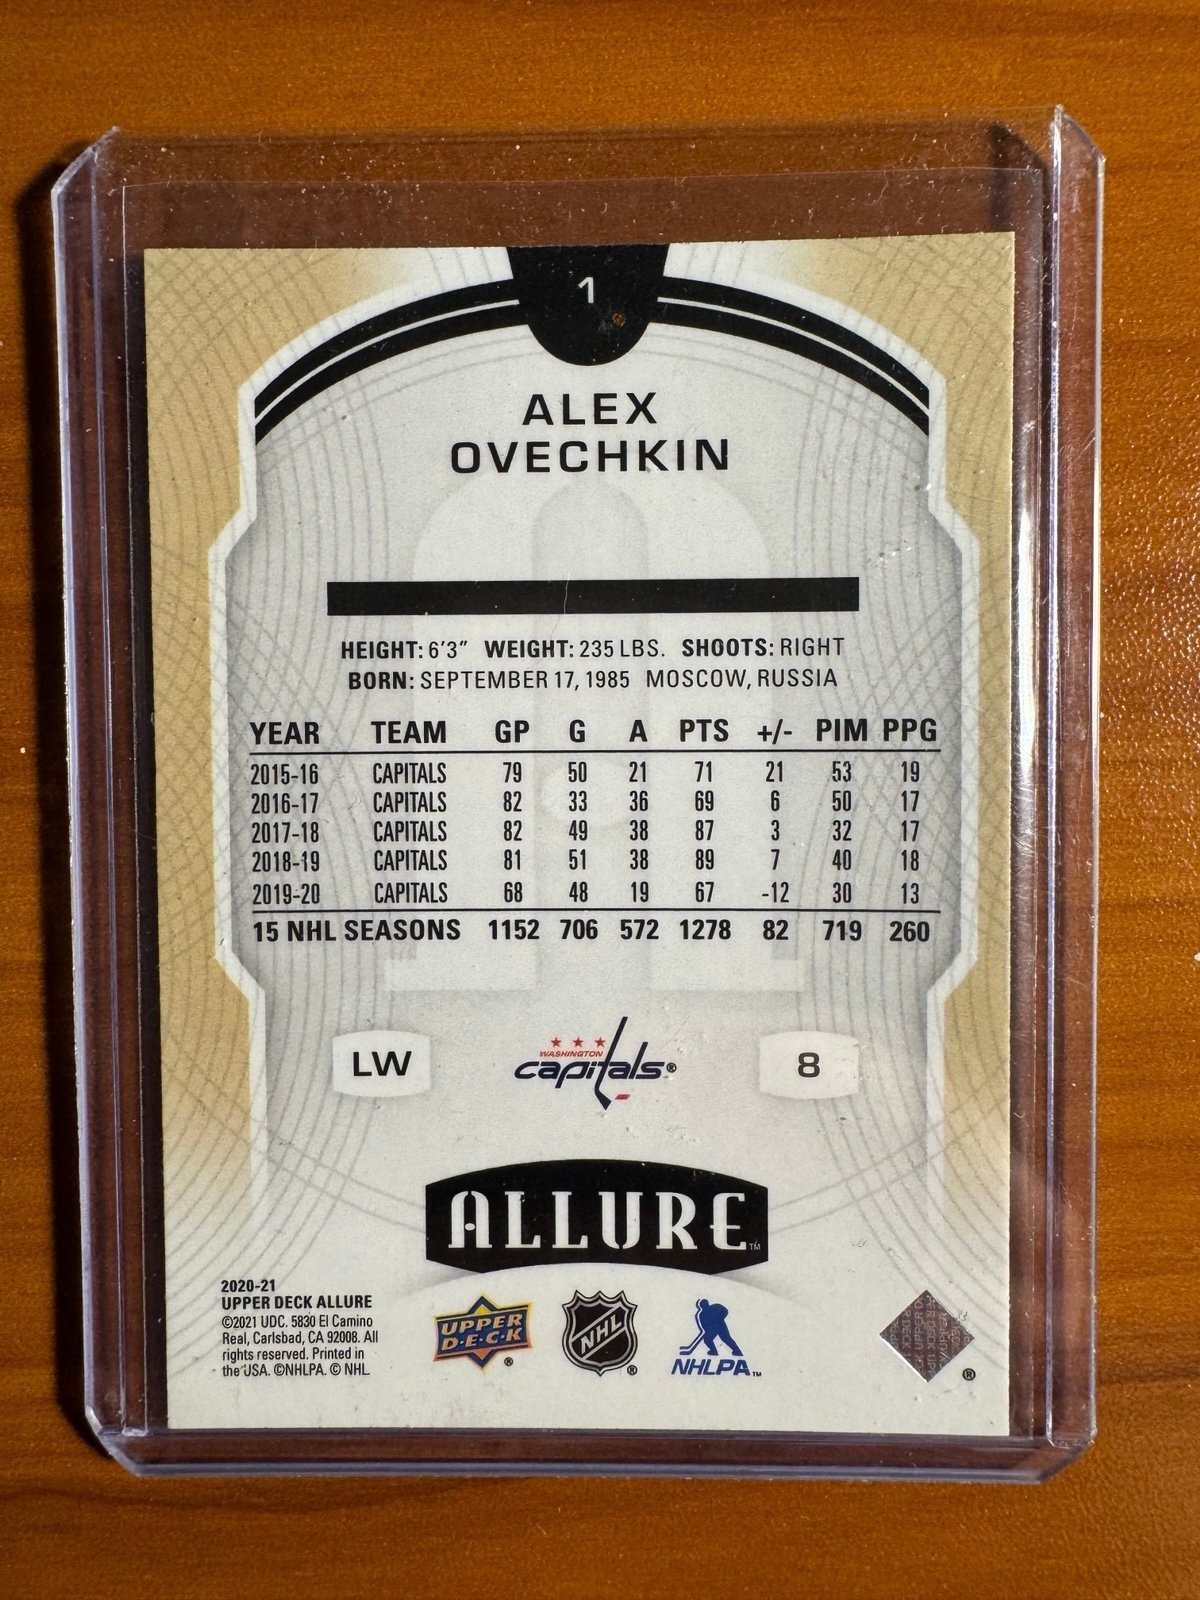 1
ALEX
OVECHKIN
HEIGHT: 6'3" WEIGHT: 235 LBS. SHOOTS: RIGHT
BORN: SEPTEMBER 17, 1985 MOSCOW, RUSSIA
YEAR TEAM GP G A PTS +/- PIM PPG
2015-16 CAPITALS 79 50 21 71 21 53 19
2016-17 CAPITALS 82 33 36 69 6 50 17
2017-18 CAPITALS 82 49 38 87 3 32 17
2018-19 CAPITALS 81 51 38 89 7 40 18
2019-20 CAPITALS 68 48 19 67 -12 30 13
15 NHL SEASONS 1152 706 572 1278 82 719 260
LW
WASHINGTON
capitals®
8
ALLURE™
2020-21
UPPER DECK ALLURE
©2021 UDC. 5830 El Camino
Real, Carlsbad, CA 92008. All
rights reserved. Printed in
the USA. ©NHLPA. © NHL.
UPPER
D·E·C·K®
NHL®
NHLPA™
®